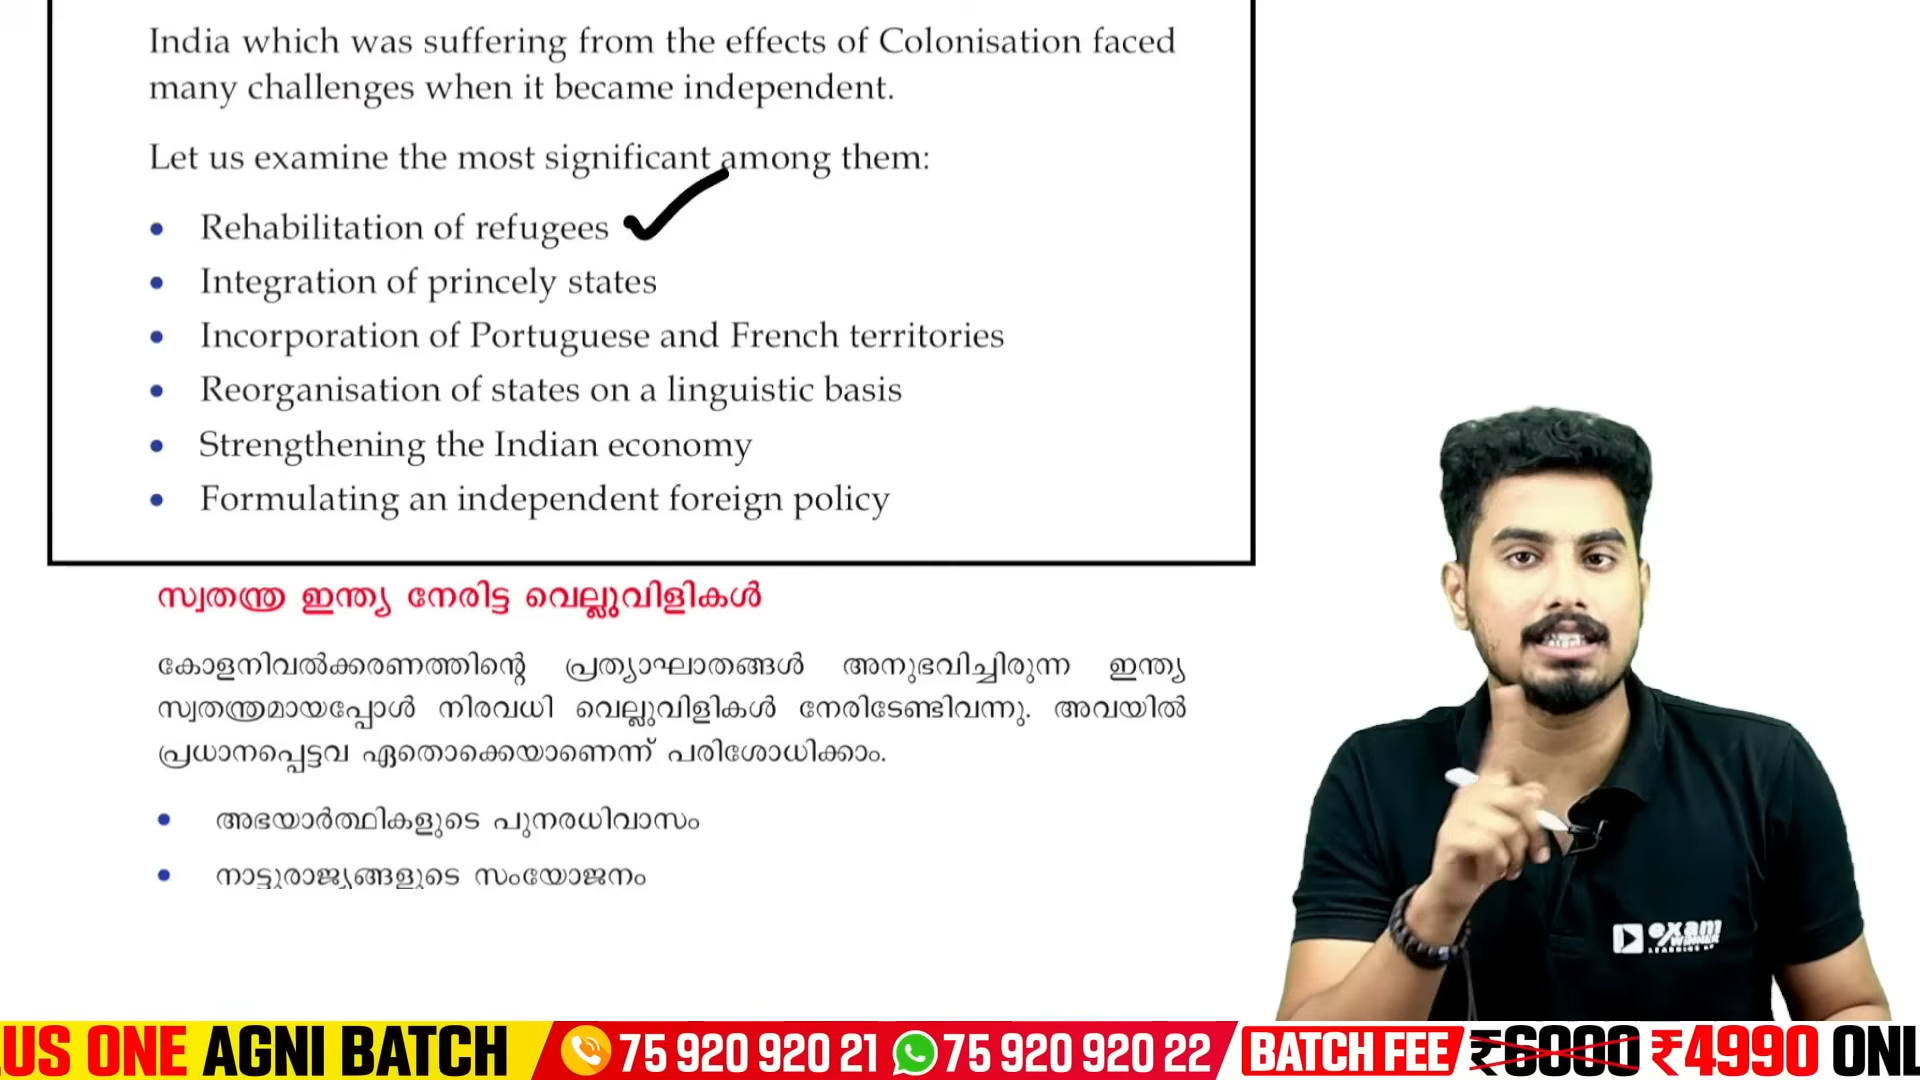 India which was suffering from the effects of Colonisation faced
many challenges when it became independent.
Let us examine the most significant among them:
• Rehabilitation of refugees
• Integration of princely states
• Incorporation of Portuguese and French territories
• Reorganisation of states on a linguistic basis
• Strengthening the Indian economy
• Formulating an independent foreign policy
സ്വതന്ത്ര ഇന്ത്യ നേരിട്ട വെല്ലുവിളികൾ
കോളനിവൽക്കരണത്തിന്റെ പ്രത്യാഘാതങ്ങൾ അനുഭവിച്ചിരുന്ന ഇന്ത്യ
സ്വതന്ത്രമായപ്പോൾ നിരവധി വെല്ലുവിളികൾ നേരിടേണ്ടിവന്നു. അവയിൽ
പ്രധാനപ്പെട്ടവ ഏതൊക്കെയാണെന്ന് പരിശോധിക്കാം.
• അഭയാർത്ഥികളുടെ പുനരധിവാസം
• നാട്ടുരാജ്യങ്ങളുടെ സംയോജനം
exam
WINNER
US ONE AGNI BATCH 75 920 920 21 75 920 920 22 BATCH FEE ₹6000 ₹4990 ONL